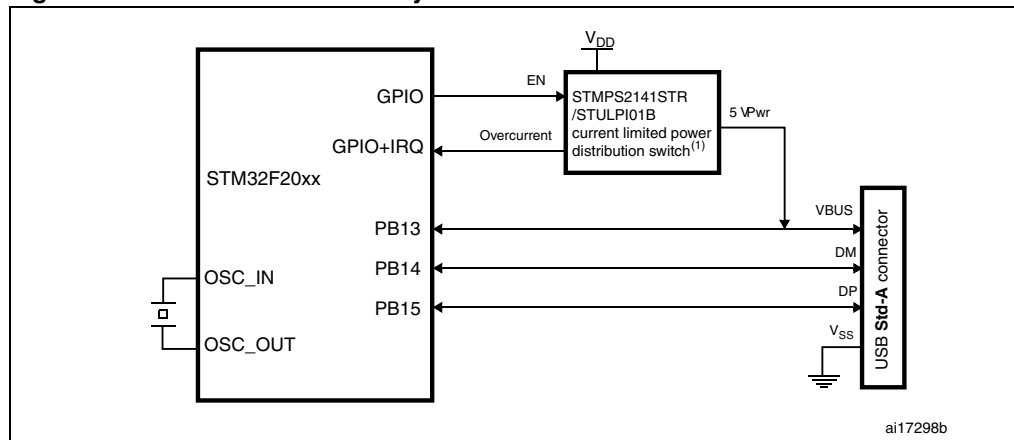 V_DD
EN
GPIO
STMPS2141STR
/STULPI01B
current limited power
distribution switch(1)
5 VPwr
Overcurrent
GPIO+IRQ
STM32F20xx
PB13
VBUS
PB14
DM
PB15
DP
OSC_IN
OSC_OUT
V_SS
USB Std-A connector
ai17298b